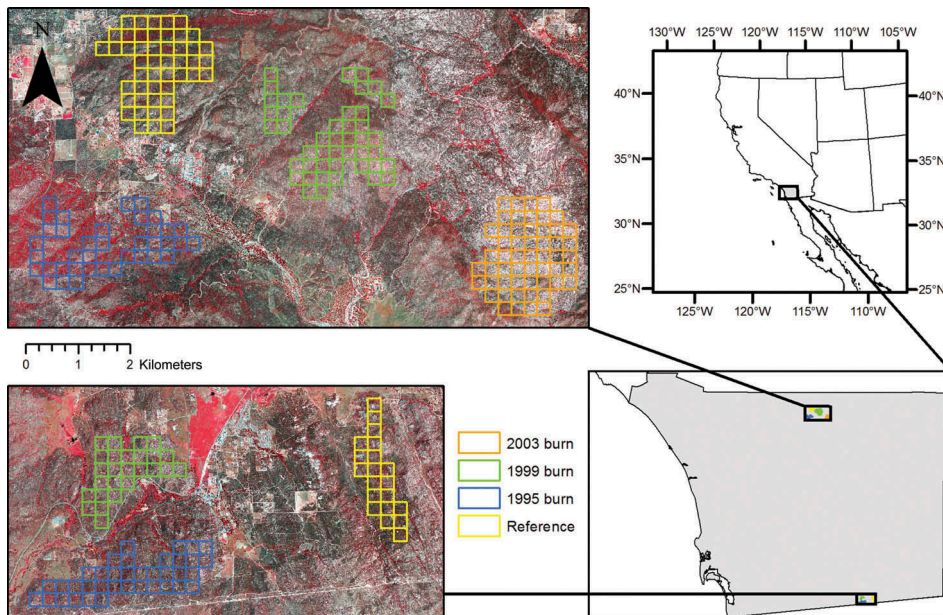 N
130°W 125°W 120°W 115°W 110°W 105°W
40°N 40°N
35°N 35°N
30°N 30°N
25°N 25°N
125°W 120°W 115°W 110°W
0 1 2 Kilometers
2003 burn
1999 burn
1995 burn
Reference